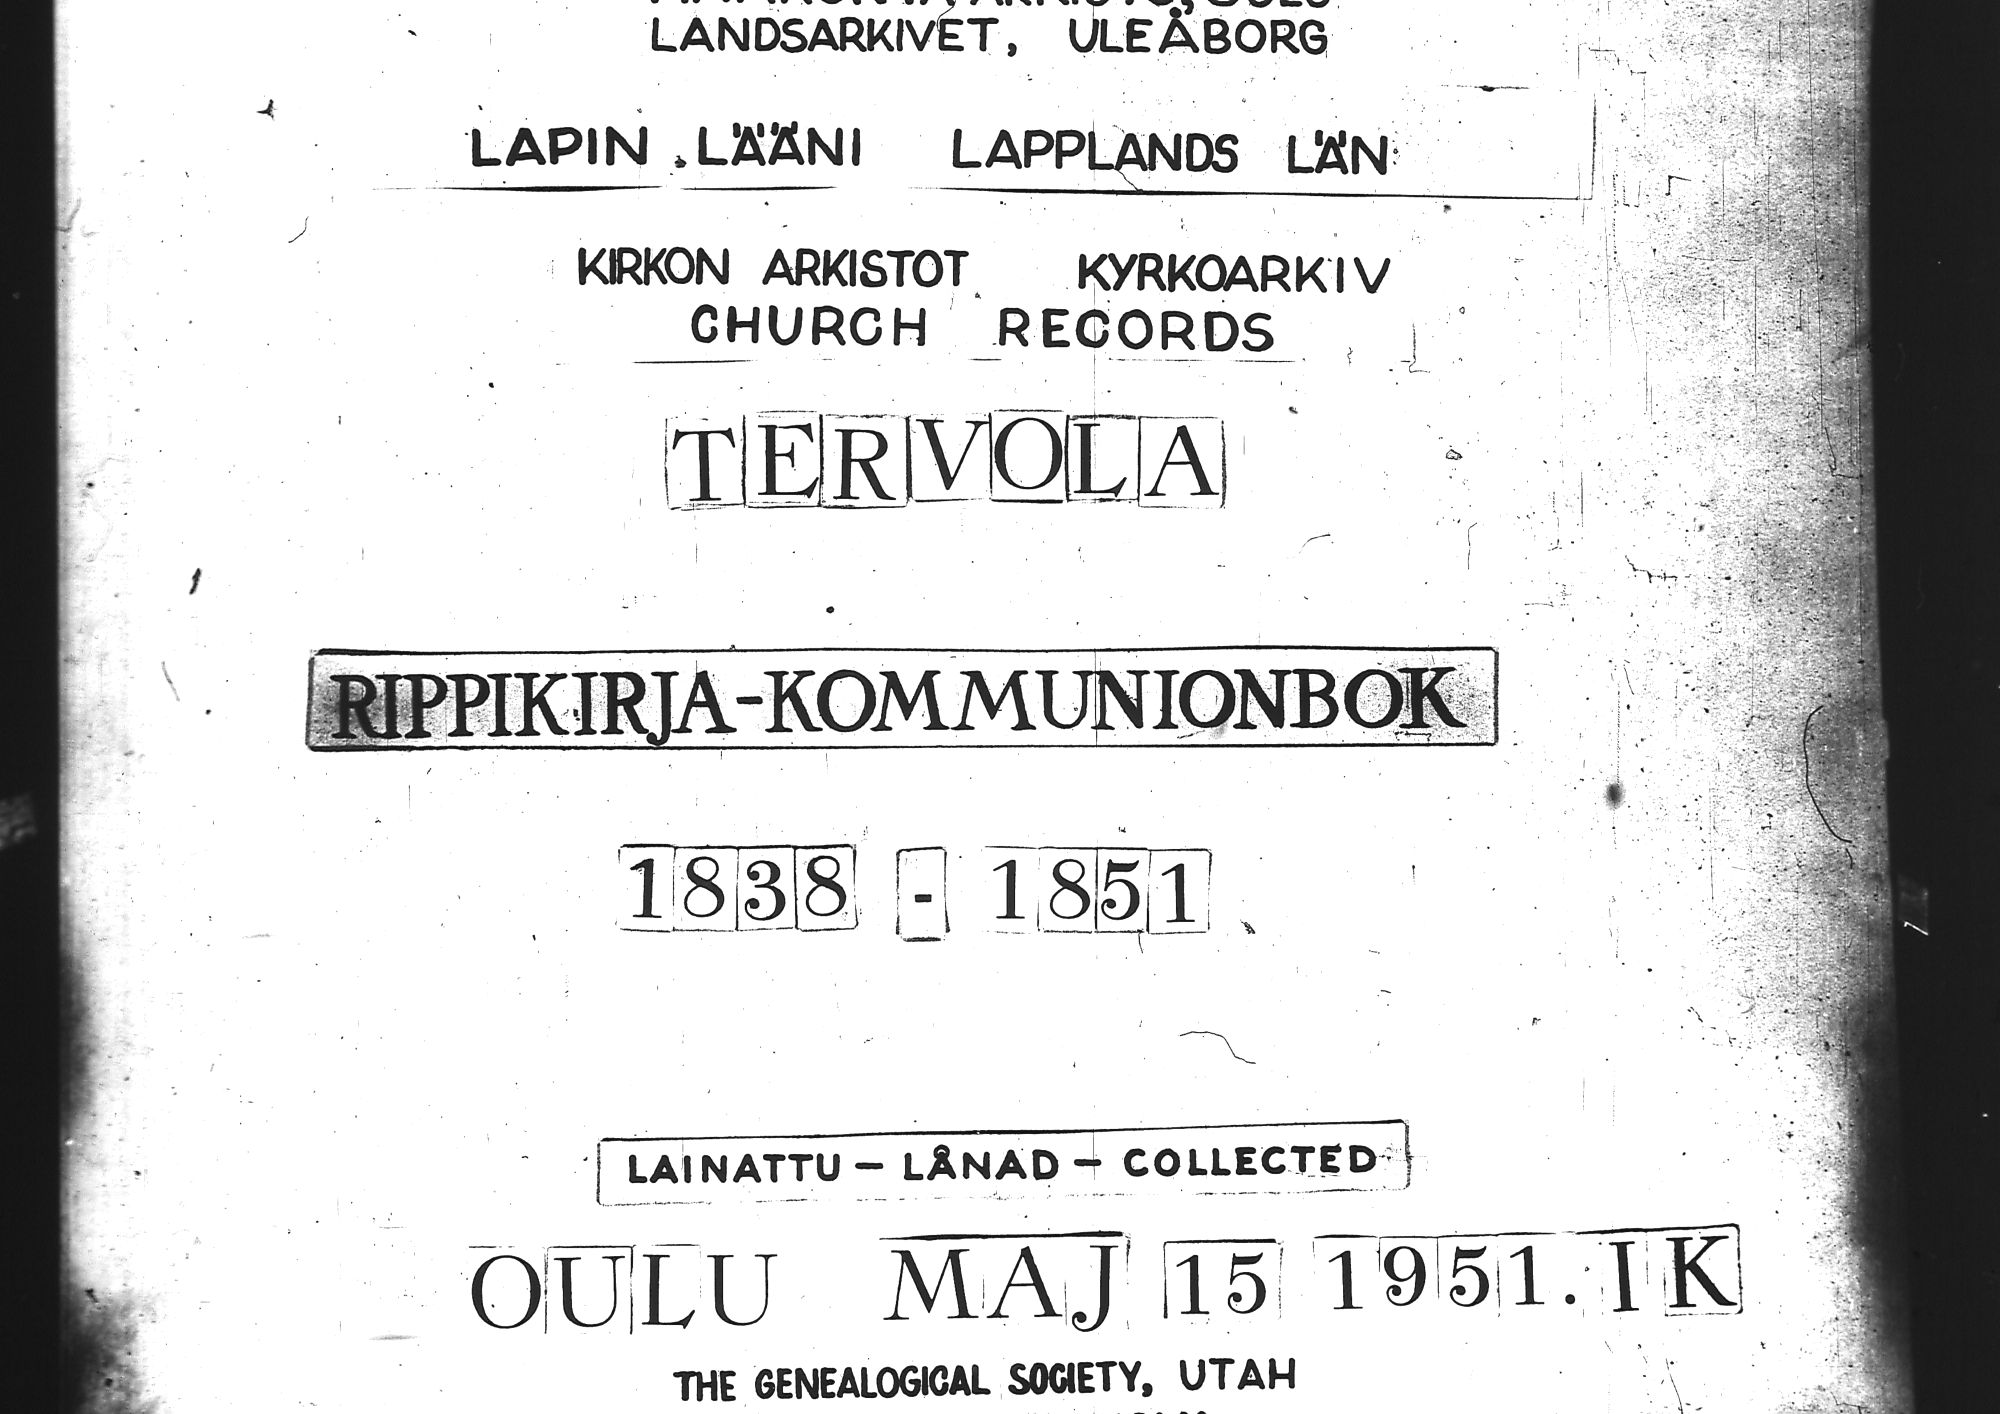 LANDSARKIVET, ULEÅBORG
LAPIN LÄÄNI LAPPLANDS LÄN
KIRKON ARKISTOT KYRKOARKIV
CHURCH RECORDS
TERVOLA
RIPPIKIRJA-KOMMUNIONBOK
1838 - 1851
LAINATTU - LÅNAD - COLLECTED
OULU MAJ 15 1951. IK
THE GENEALOGICAL SOCIETY, UTAH